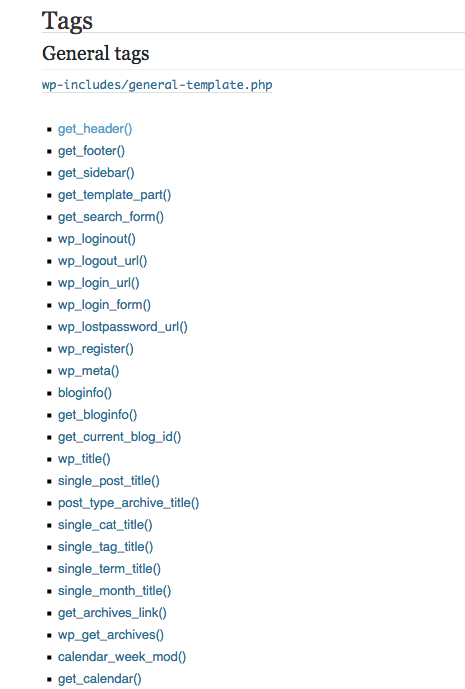 Tags
General tags
wp-includes/general-template.php
get_header()
get_footer()
get_sidebar()
get_template_part()
get_search_form()
wp_loginout()
wp_logout_url()
wp_login_url()
wp_login_form()
wp_lostpassword_url()
wp_register()
wp_meta()
bloginfo()
get_bloginfo()
get_current_blog_id()
wp_title()
single_post_title()
post_type_archive_title()
single_cat_title()
single_tag_title()
single_term_title()
single_month_title()
get_archives_link()
wp_get_archives()
calendar_week_mod()
get_calendar()